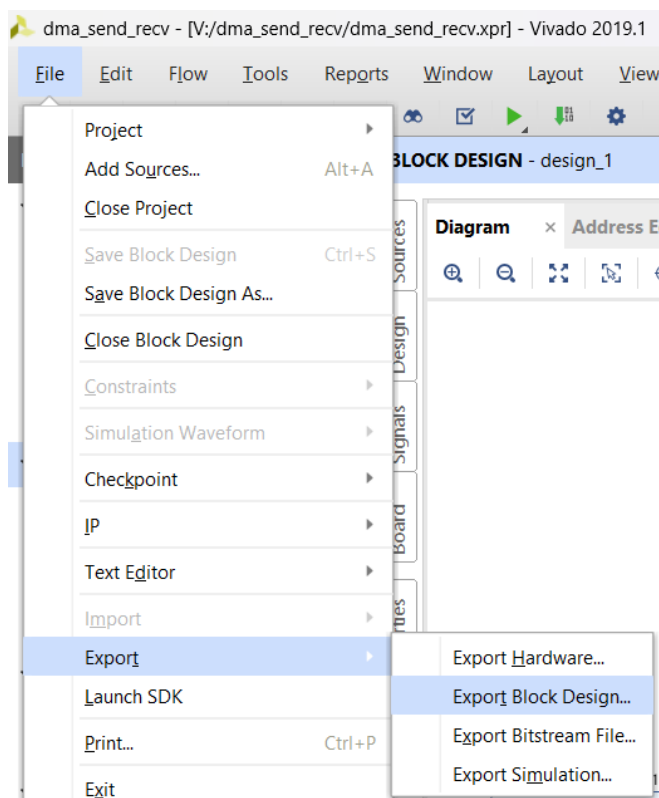 dma_send_recv - [V:/dma_send_recv/dma_send_recv.xpr] - Vivado 2019.1
File Edit Flow Tools Reports Window Layout View
BLOCK DESIGN - design_1
Project
Add Sources... Alt+A
Close Project
Save Block Design Ctrl+S
Save Block Design As...
Close Block Design
Constraints
Simulation Waveform
Checkpoint
IP
Text Editor
Import
Export
Launch SDK
Print... Ctrl+P
Exit
Sources
Design
Signals
Board
Diagram × Address E
Export Hardware...
Export Block Design...
Export Bitstream File...
Export Simulation...